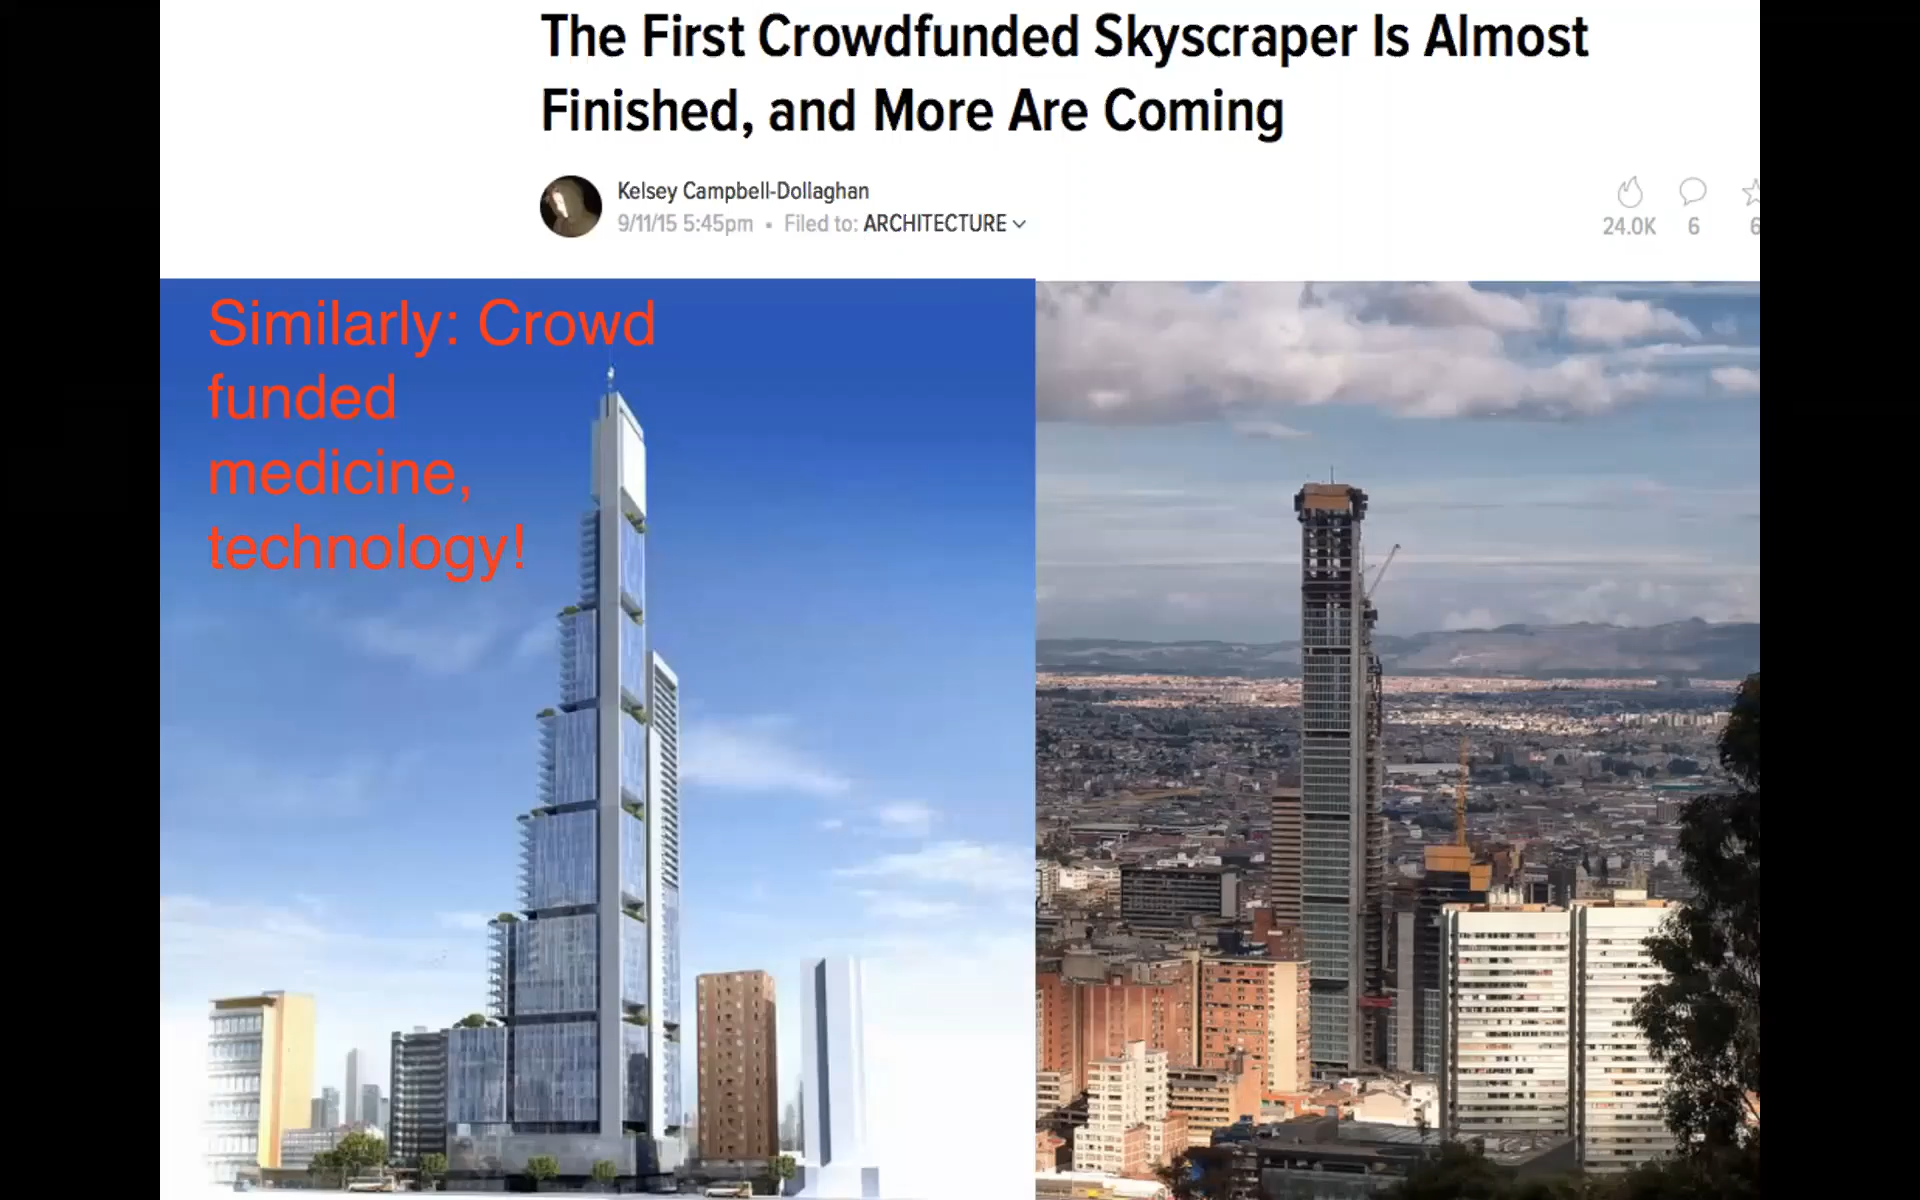 The First Crowdfunded Skyscraper Is Almost
Finished, and More Are Coming
Kelsey Campbell-Dollaghan
9/11/15 5:45pm • Filed to: ARCHITECTURE
24.0K 6 6
Similarly: Crowd
funded
medicine,
technology!